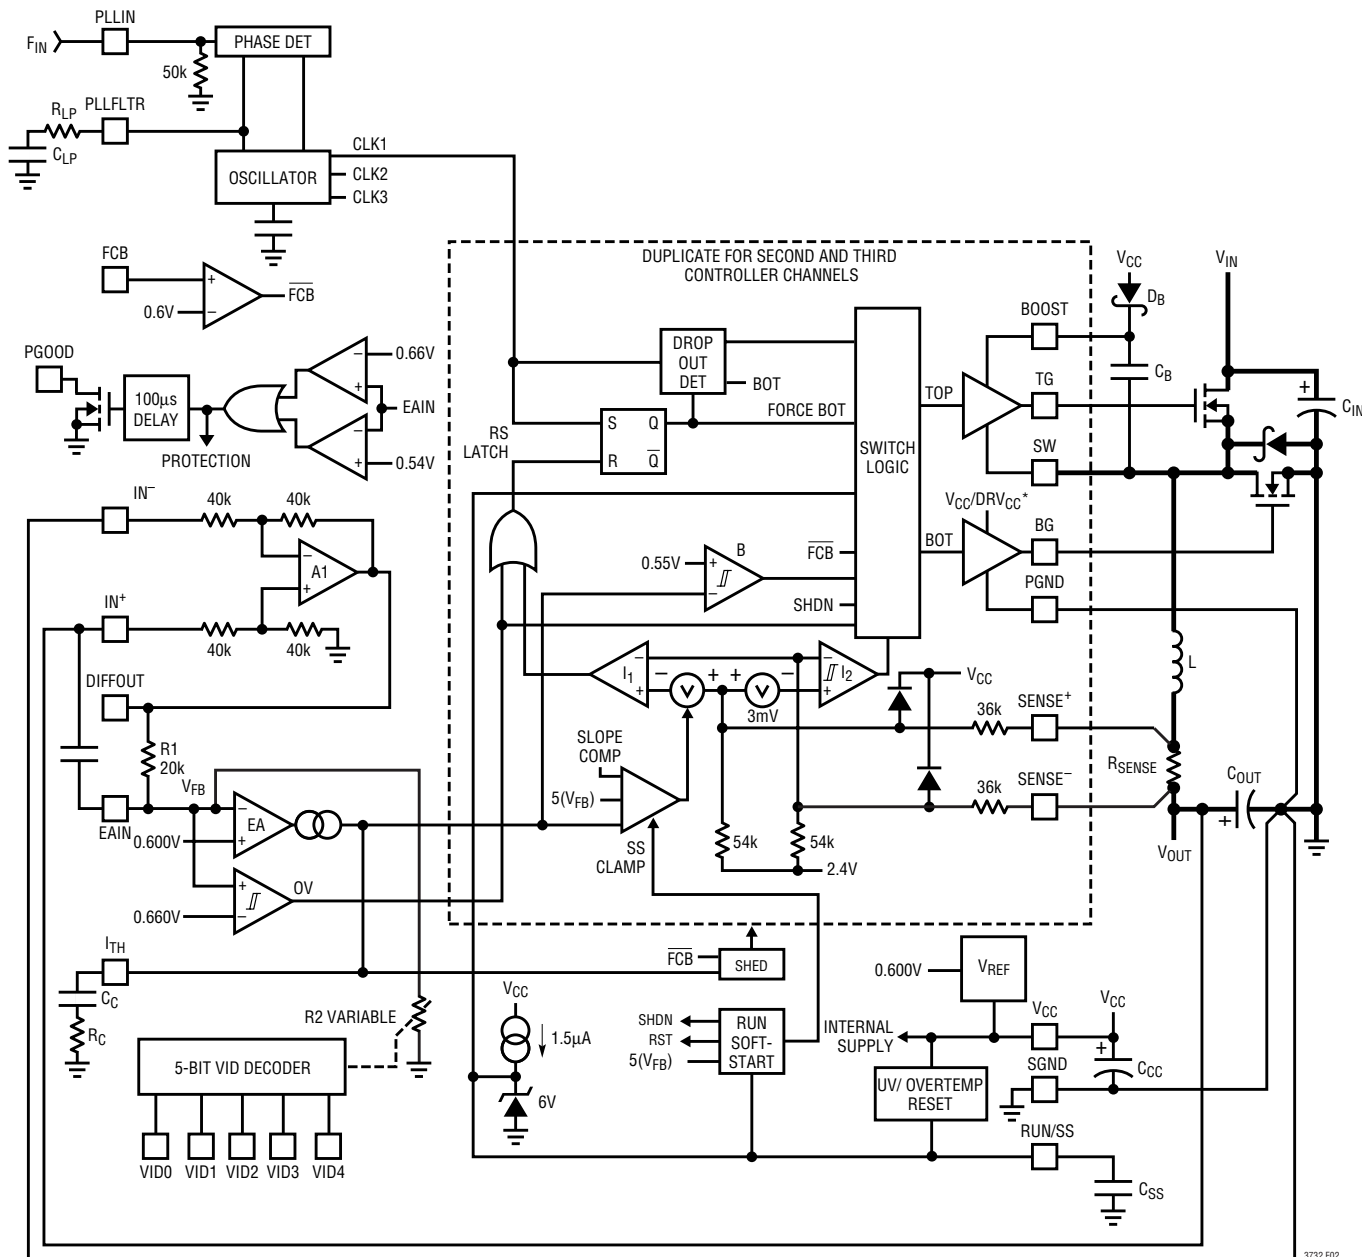 PLLIN
FIN
PHASE DET
50k
RLP
PLLFLTR
CLP
OSCILLATOR
CLK1
CLK2
CLK3
FCB
0.6V
+
−
F̅C̅B̅
PGOOD
100µs
DELAY
PROTECTION
−
+
0.66V
EAIN
−
+
0.54V
DUPLICATE FOR SECOND AND THIRD
CONTROLLER CHANNELS
DROP
OUT
DET
BOT
FORCE BOT
RS
LATCH
S
Q
R
Q̅
SWITCH
LOGIC
TOP
BOT
VCC
DB
VIN
BOOST
CB
TG
SW
+
CIN
VCC/DRVCC*
BG
PGND
B
0.55V
+
−
F̅C̅B̅
SHDN
IN−
40k
40k
−
A1
+
IN+
40k
40k
DIFFOUT
R1
20k
VFB
EAIN
−
EA
+
0.600V
+
OV
−
0.660V
I1
−
+
−
V
+
+
V
−
3mV
−
I2
+
VCC
36k
SENSE+
36k
SENSE−
L
RSENSE
COUT
+
VOUT
SLOPE
COMP
5(VFB)
SS
CLAMP
54k
54k
2.4V
ITH
CC
RC
F̅C̅B̅
SHED
0.600V
VREF
VCC
VCC
+
CCC
INTERNAL
SUPPLY
SGND
R2 VARIABLE
5-BIT VID DECODER
VID0
VID1
VID2
VID3
VID4
VCC
1.5µA
6V
SHDN
RST
5(VFB)
RUN
SOFT-
START
UV/ OVERTEMP
RESET
RUN/SS
CSS
3732 F02